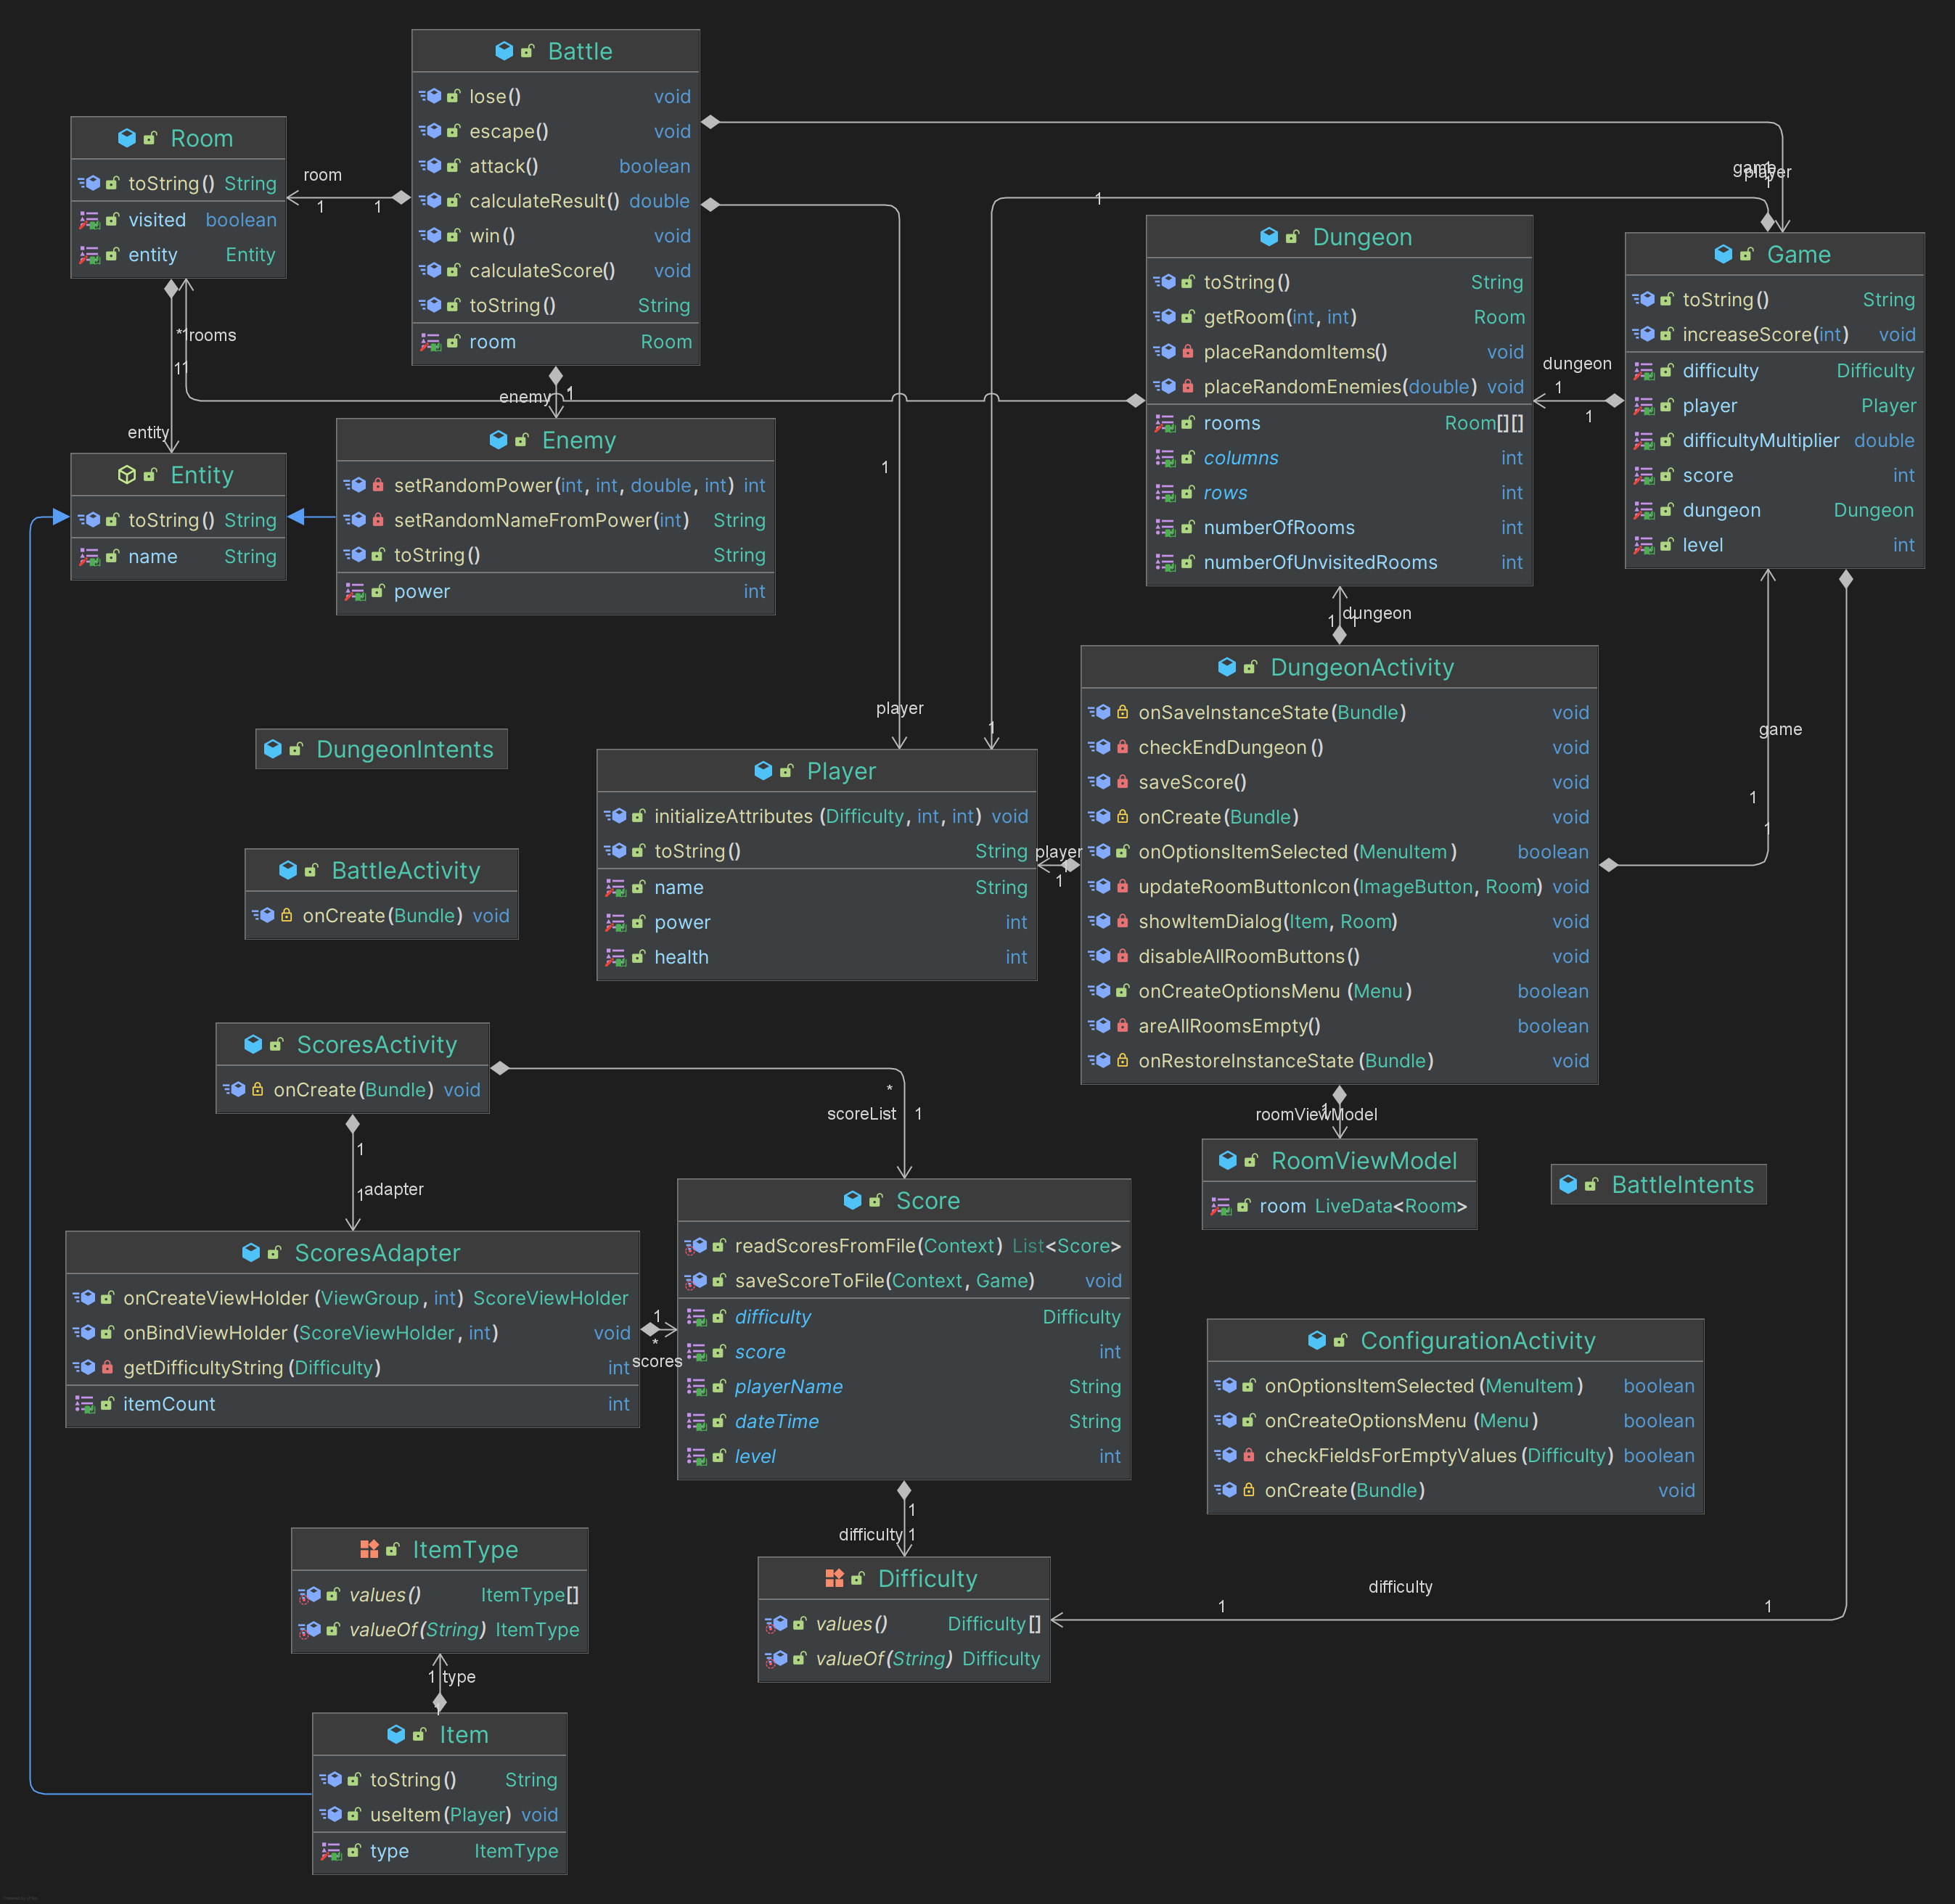 Battle
lose() void
escape() void
attack() boolean
calculateResult() double
win() void
calculateScore() void
toString() String
room Room
Room
toString() String
visited boolean
entity Entity
room
1
1
game
player
1
1
Dungeon
toString() String
getRoom(int, int) Room
placeRandomItems() void
placeRandomEnemies(double) void
rooms Room[][]
columns int
rows int
numberOfRooms int
numberOfUnvisitedRooms int
Game
toString() String
increaseScore(int) void
difficulty Difficulty
player Player
difficultyMultiplier double
score int
dungeon Dungeon
level int
dungeon
1
1
*
1
rooms
1
1
entity
enemy
1
Entity
toString() String
name String
Enemy
setRandomPower(int, int, double, int) int
setRandomNameFromPower(int) String
toString() String
power int
1
player
1
1
1
dungeon
DungeonActivity
onSaveInstanceState(Bundle) void
checkEndDungeon() void
saveScore() void
onCreate(Bundle) void
onOptionsItemSelected(MenuItem) boolean
updateRoomButtonIcon(ImageButton, Room) void
showItemDialog(Item, Room) void
disableAllRoomButtons() void
onCreateOptionsMenu(Menu) boolean
areAllRoomsEmpty() boolean
onRestoreInstanceState(Bundle) void
game
1
1
DungeonIntents
Player
initializeAttributes(Difficulty, int, int) void
toString() String
name String
power int
health int
player
1
1
BattleActivity
onCreate(Bundle) void
ScoresActivity
onCreate(Bundle) void
*
scoreList 1
1
1
adapter
roomViewModel
1
RoomViewModel
room LiveData<Room>
BattleIntents
ScoresAdapter
onCreateViewHolder(ViewGroup, int) ScoreViewHolder
onBindViewHolder(ScoreViewHolder, int) void
getDifficultyString(Difficulty) int
itemCount int
1
*
scores
Score
readScoresFromFile(Context) List<Score>
saveScoreToFile(Context, Game) void
difficulty Difficulty
score int
playerName String
dateTime String
level int
ConfigurationActivity
onOptionsItemSelected(MenuItem) boolean
onCreateOptionsMenu(Menu) boolean
checkFieldsForEmptyValues(Difficulty) boolean
onCreate(Bundle) void
1
difficulty 1
ItemType
values() ItemType[]
valueOf(String) ItemType
Difficulty
values() Difficulty[]
valueOf(String) Difficulty
difficulty
1
1
1 type
1
Item
toString() String
useItem(Player) void
type ItemType